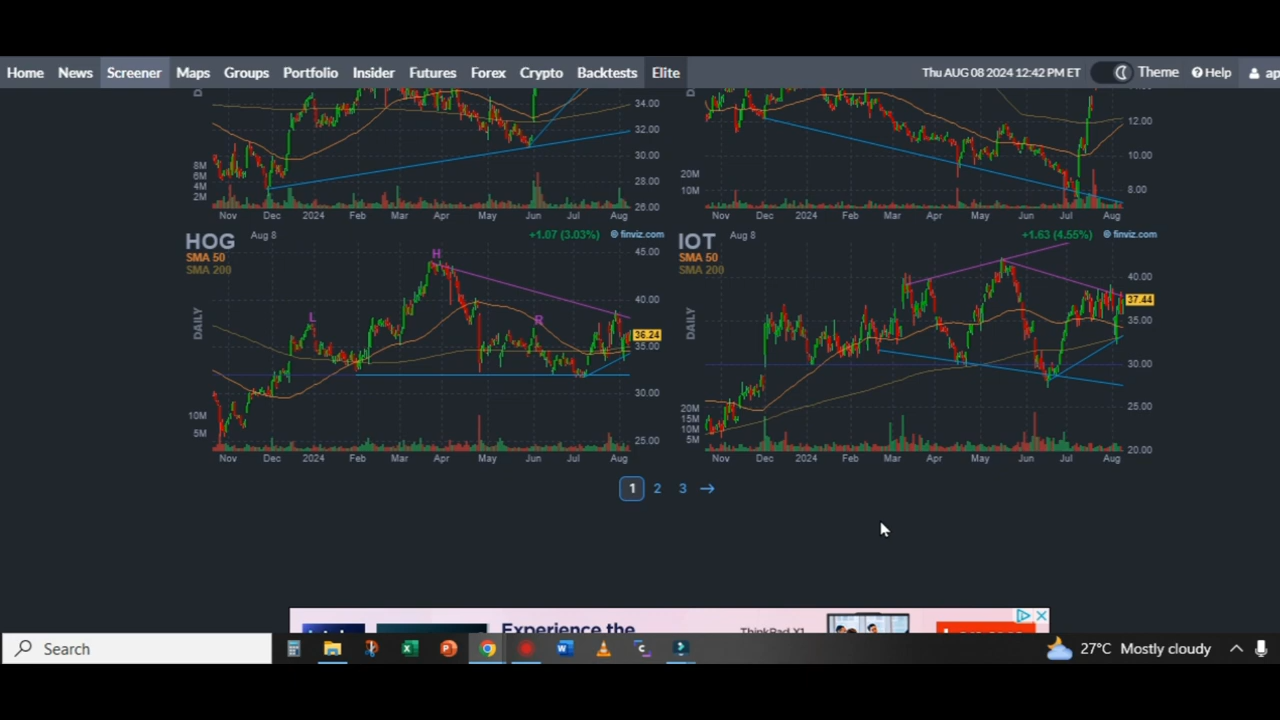 Home News Screener Maps Groups Portfolio Insider Futures Forex Crypto Backtests Elite Thu AUG 08 2024 12:42 PM ET Theme Help ap
34.00
32.00
30.00
28.00
26.00
8M
6M
4M
2M
Nov Dec 2024 Feb Mar Apr May Jun Jul Aug
12.00
10.00
8.00
20M
10M
Nov Dec 2024 Feb Mar Apr May Jun Jul Aug
HOG Aug 8 +1.07 (3.03%) © finviz.com
SMA 50
SMA 200
DAILY
H
L
R
45.00
40.00
36.24
35.00
30.00
25.00
10M
5M
Nov Dec 2024 Feb Mar Apr May Jun Jul Aug
IOT Aug 8 +1.63 (4.55%) © finviz.com
SMA 50
SMA 200
DAILY
40.00
37.44
35.00
30.00
25.00
20.00
20M
15M
10M
5M
Nov Dec 2024 Feb Mar Apr May Jun Jul Aug
1 2 3 →
Experience the
ThinkPad X1
Search
27°C Mostly cloudy